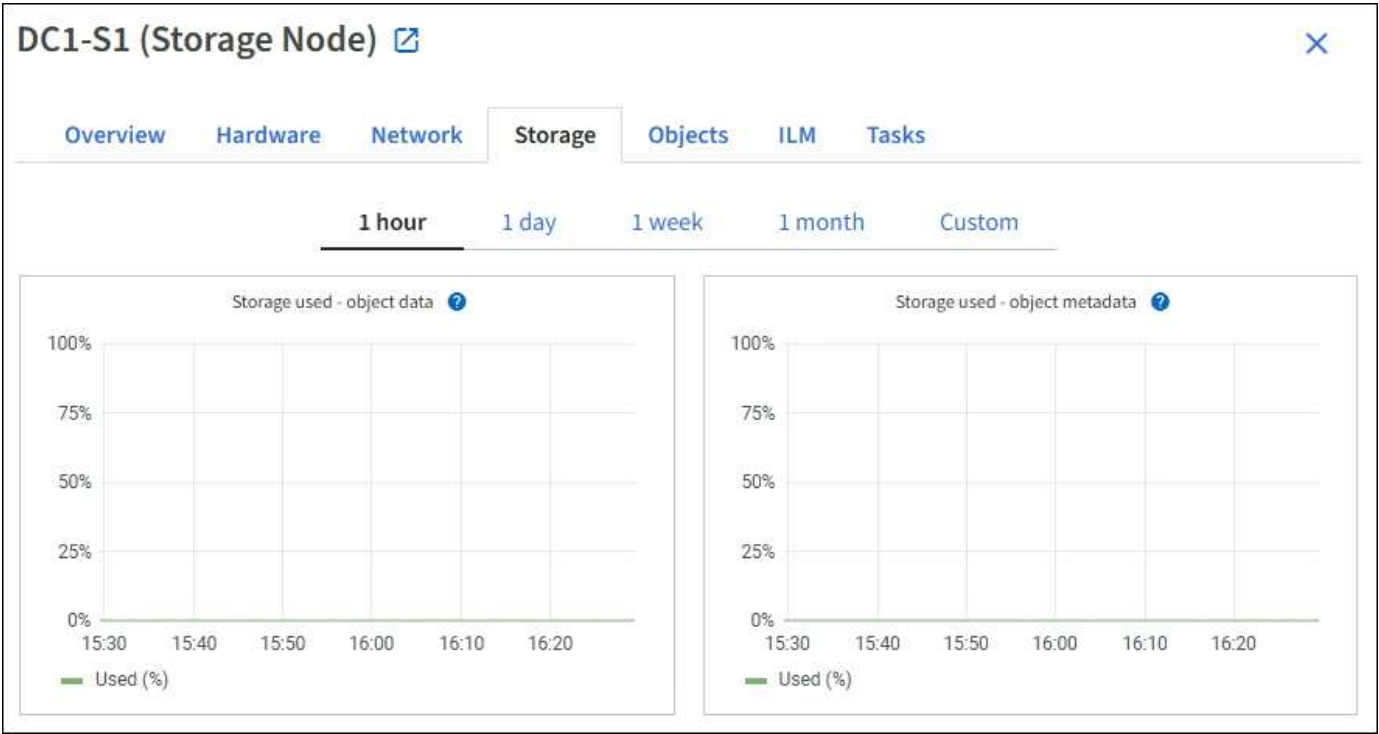 DC1-S1 (Storage Node)
Overview Hardware Network Storage Objects ILM Tasks
1 hour 1 day 1 week 1 month Custom
Storage used - object data ?
100%
75%
50%
25%
0%
15:30 15:40 15:50 16:00 16:10 16:20
Used (%)
Storage used - object metadata ?
100%
75%
50%
25%
0%
15:30 15:40 15:50 16:00 16:10 16:20
Used (%)